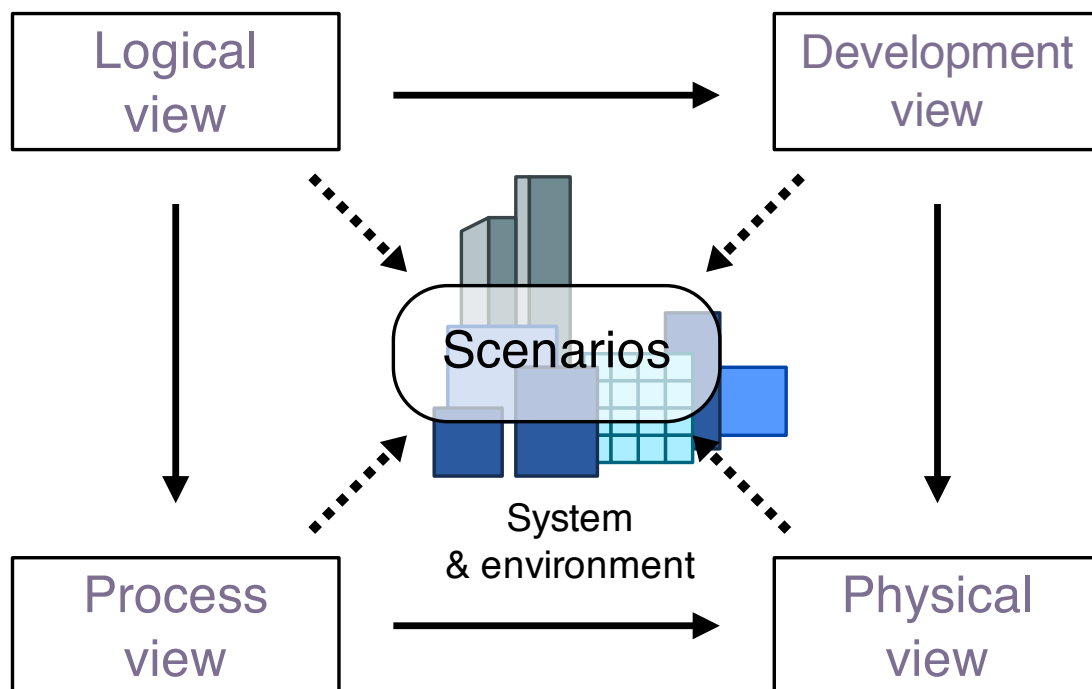 Logical
view
Development
view
Scenarios
System
& environment
Process
view
Physical
view